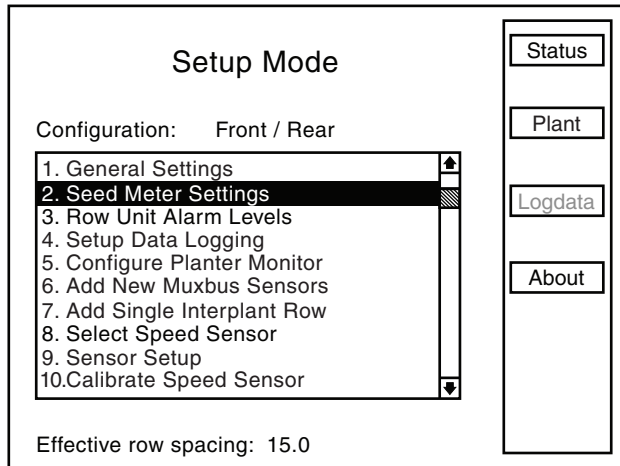 Setup Mode
Configuration: Front / Rear
1. General Settings
2. Seed Meter Settings
3. Row Unit Alarm Levels
4. Setup Data Logging
5. Configure Planter Monitor
6. Add New Muxbus Sensors
7. Add Single Interplant Row
8. Select Speed Sensor
9. Sensor Setup
10.Calibrate Speed Sensor
Effective row spacing: 15.0
Status
Plant
Logdata
About